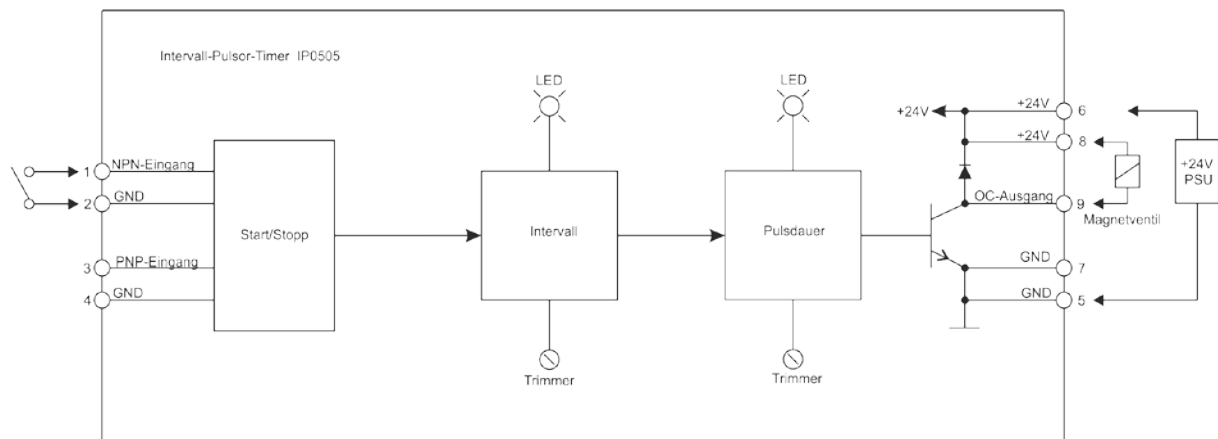 Intervall-Pulsor-Timer IP0505
LED
LED
+24V
+24V
6
+24V
8
1
NPN-Eingang
+24V
PSU
GND
2
OC-Ausgang
9
Magnetventil
Start/Stopp
Intervall
Pulsdauer
3
PNP-Eingang
GND
7
4
GND
GND
5
Trimmer
Trimmer